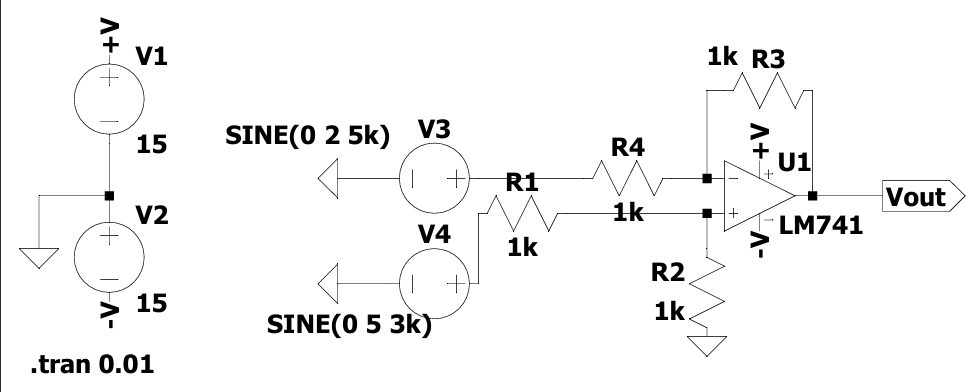 +V
V1
15
V2
15
-V
.tran 0.01
SINE(0 2 5k)
V3
R4
1k
R1
1k
V4
SINE(0 5 3k)
1k
R3
+V
U1
LM741
-V
R2
1k
Vout